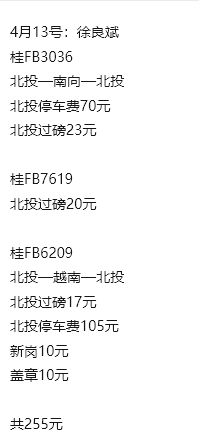 4月13号：徐良斌
桂FB3036
北投—南向—北投
北投停车费70元
北投过磅23元
桂FB7619
北投过磅20元
桂FB6209
北投—越南—北投
北投过磅17元
北投停车费105元
新岗10元
盖章10元
共255元